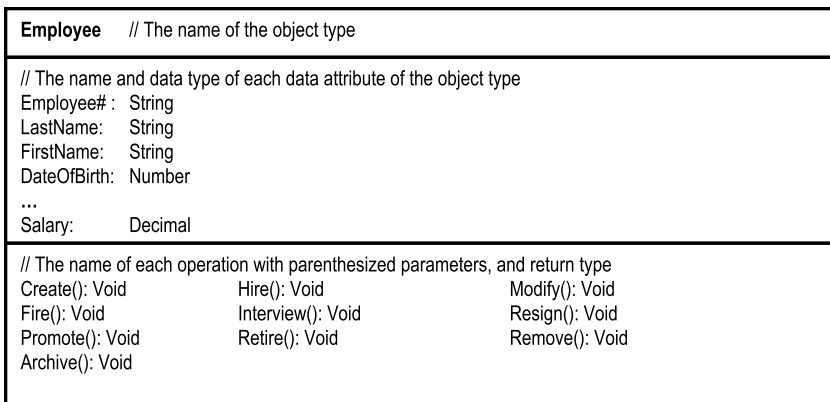 Employee // The name of the object type
// The name and data type of each data attribute of the object type
Employee# : String
LastName: String
FirstName: String
DateOfBirth: Number
...
Salary: Decimal
// The name of each operation with parenthesized parameters, and return type
Create(): Void Hire(): Void Modify(): Void
Fire(): Void Interview(): Void Resign(): Void
Promote(): Void Retire(): Void Remove(): Void
Archive(): Void